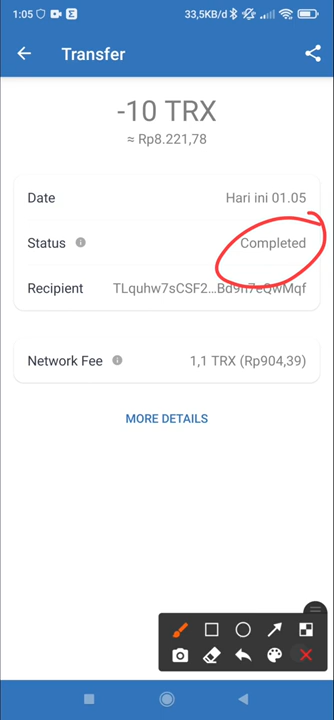 1:05 33,5KB/d
Transfer
-10 TRX
≈ Rp8.221,78
Date Hari ini 01.05
Status Completed
Recipient TLquhw7sCSF2...Bd9h7eQwMqf
Network Fee 1,1 TRX (Rp904,39)
MORE DETAILS